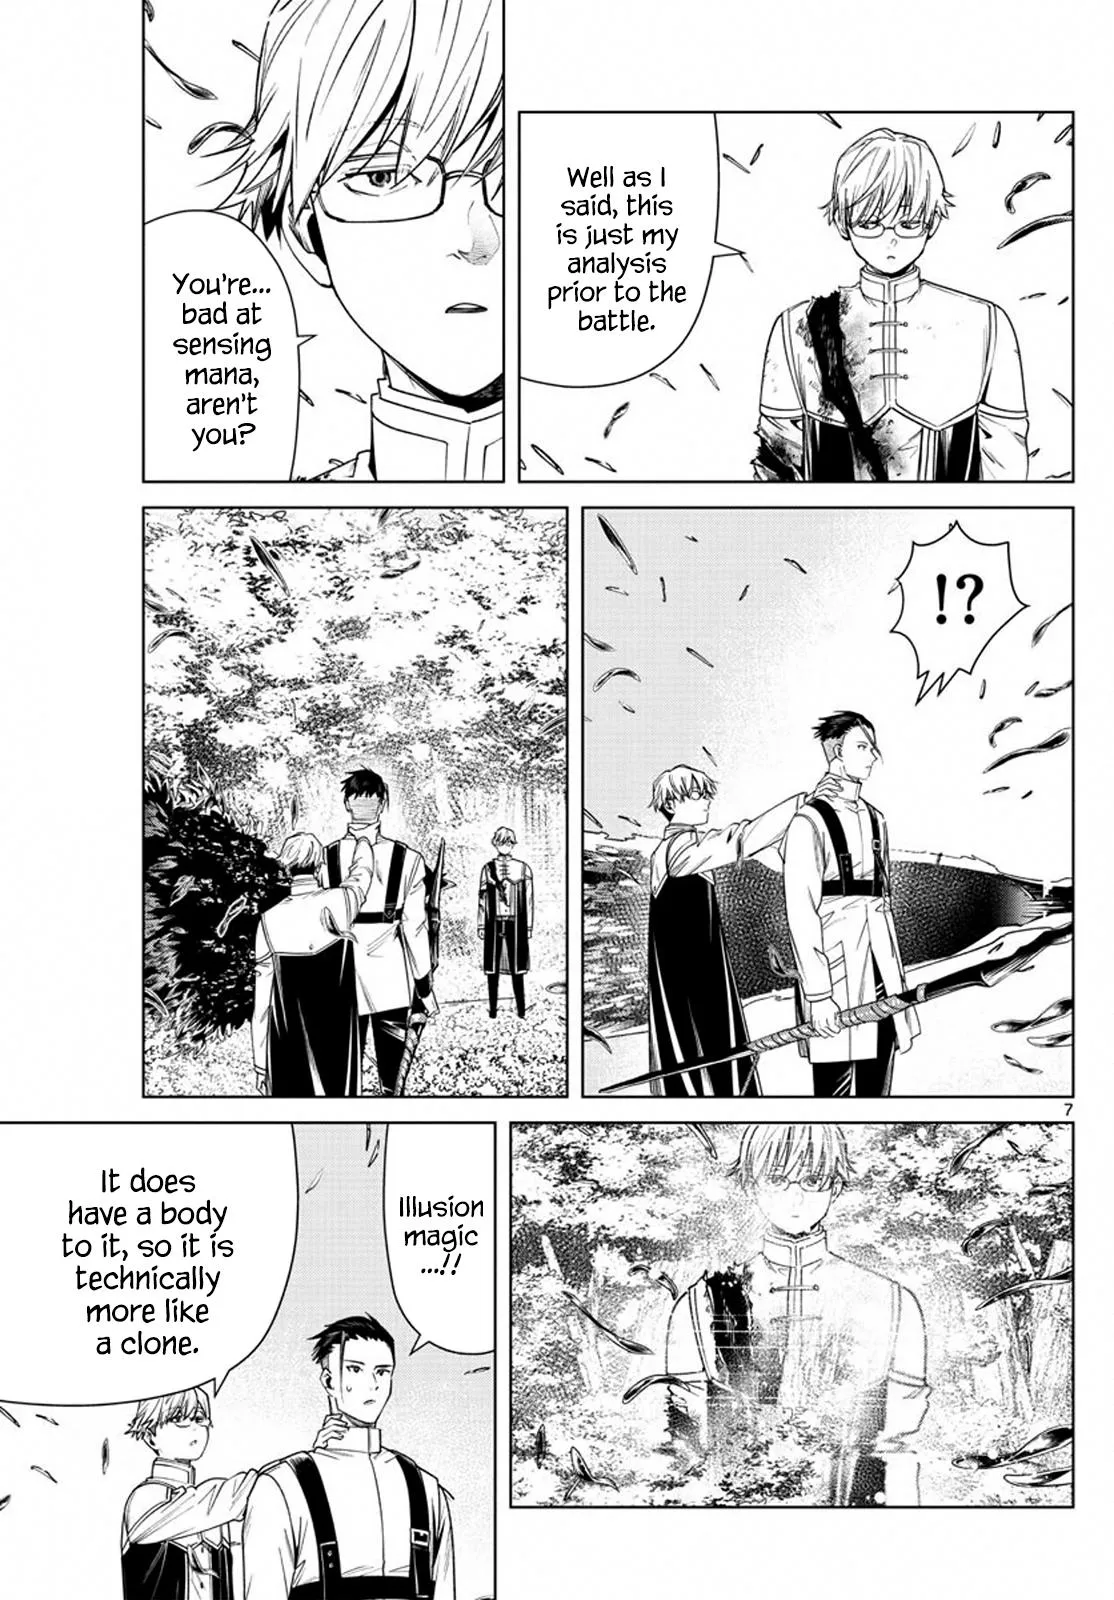 Well as I
said, this
is just my
analysis
prior to the
battle.
You're...
bad at
sensing
mana,
aren't
you?
!?
7
Illusion
magic
...!!
It does
have a body
to it, so it is
technically
more like
a clone.